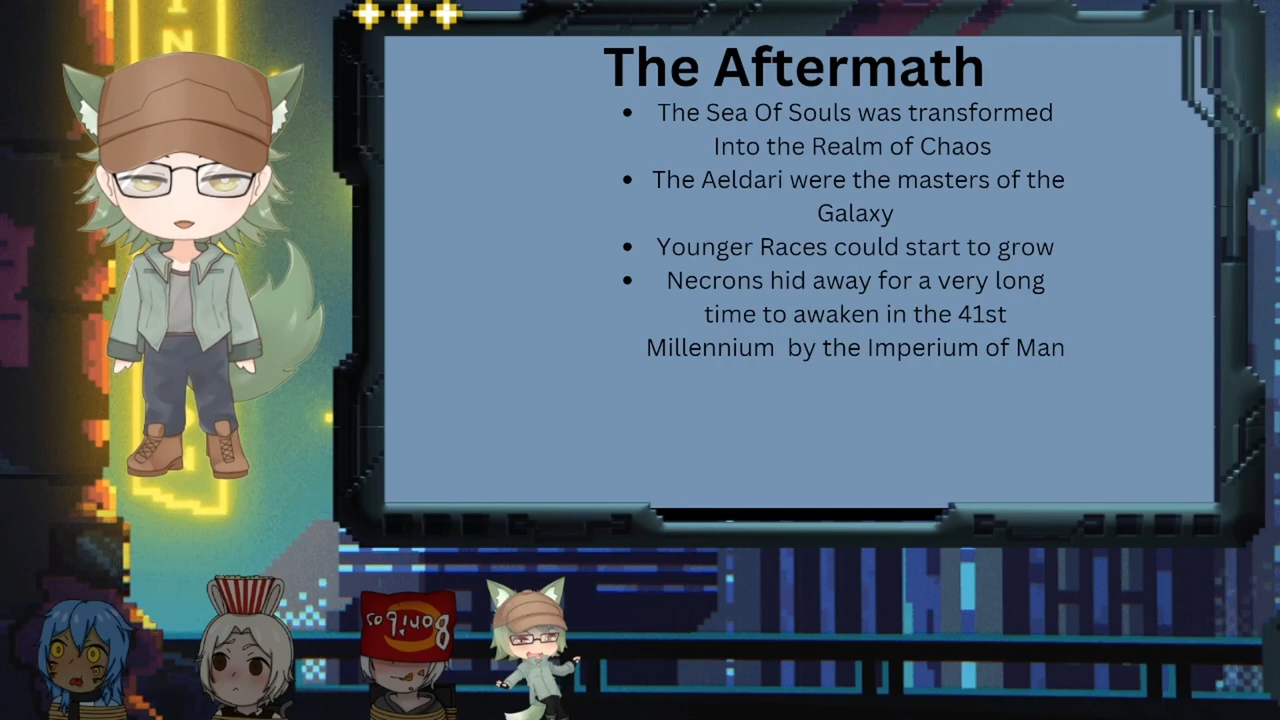 I
N
The Aftermath
• The Sea Of Souls was transformed
Into the Realm of Chaos
• The Aeldari were the masters of the
Galaxy
• Younger Races could start to grow
• Necrons hid away for a very long
time to awaken in the 41st
Millennium  by the Imperium of Man